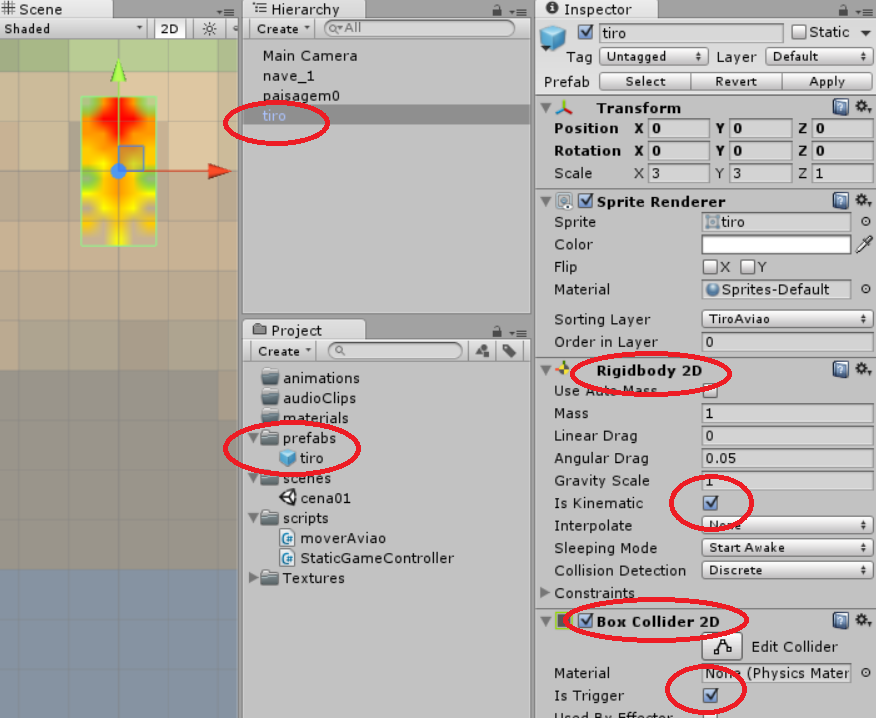 Scene
Shaded
2D
Hierarchy
Create
All
Main Camera
nave_1
paisagem0
tiro
Project
Create
animations
audioClips
materials
prefabs
tiro
scenes
cena01
scripts
moverAviao
StaticGameController
Textures
Inspector
tiro
Static
Tag Untagged Layer Default
Prefab Select Revert Apply
Transform
Position X 0 Y 0 Z 0
Rotation X 0 Y 0 Z 0
Scale X 3 Y 3 Z 1
Sprite Renderer
Sprite tiro
Color
Flip X Y
Material Sprites-Default
Sorting Layer TiroAviao
Order in Layer 0
Rigidbody 2D
Use Auto Mass
Mass 1
Linear Drag 0
Angular Drag 0.05
Gravity Scale 1
Is Kinematic
Interpolate None
Sleeping Mode Start Awake
Collision Detection Discrete
Constraints
Box Collider 2D
Edit Collider
Material None (Physics Mater
Is Trigger
Used By Effector